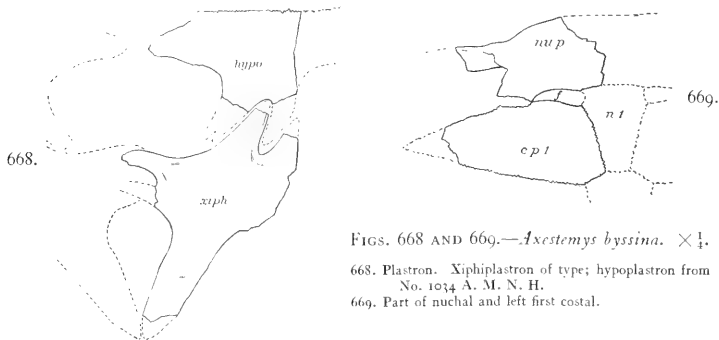 hypo
668.
xiph
nu p
669.
n 1
c p 1
FIGS. 668 AND 669.—Axestemys byssina. ×¼.
668. Plastron. Xiphiplastron of type; hypoplastron from
No. 1034 A. M. N. H.
669. Part of nuchal and left first costal.